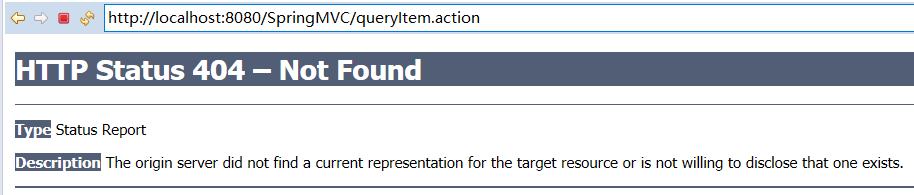 http://localhost:8080/SpringMVC/queryItem.action
HTTP Status 404 – Not Found
Type Status Report
Description The origin server did not find a current representation for the target resource or is not willing to disclose that one exists.